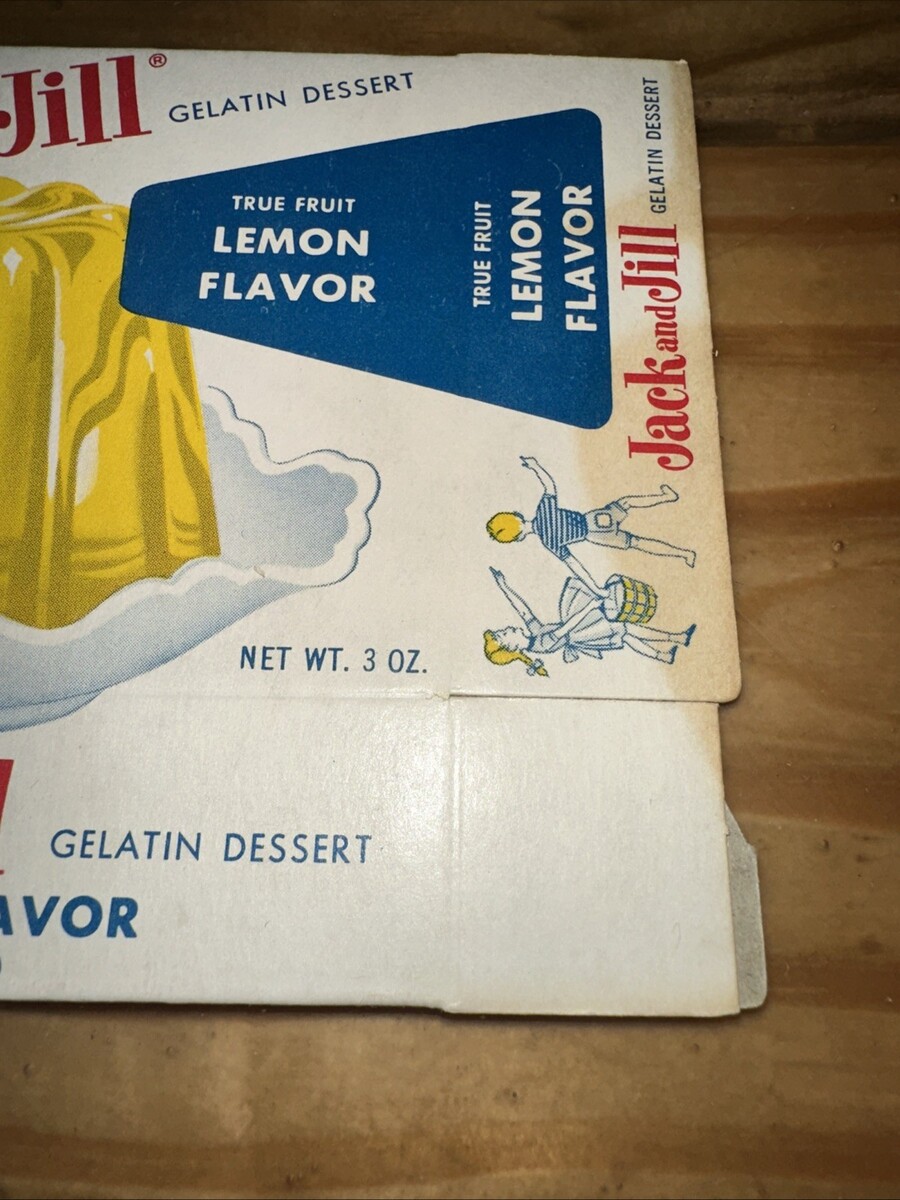 Jill®
GELATIN DESSERT
TRUE FRUIT
LEMON
FLAVOR
TRUE FRUIT
LEMON
FLAVOR
Jack and Jill
GELATIN DESSERT
NET WT. 3 OZ.
GELATIN DESSERT
AVOR